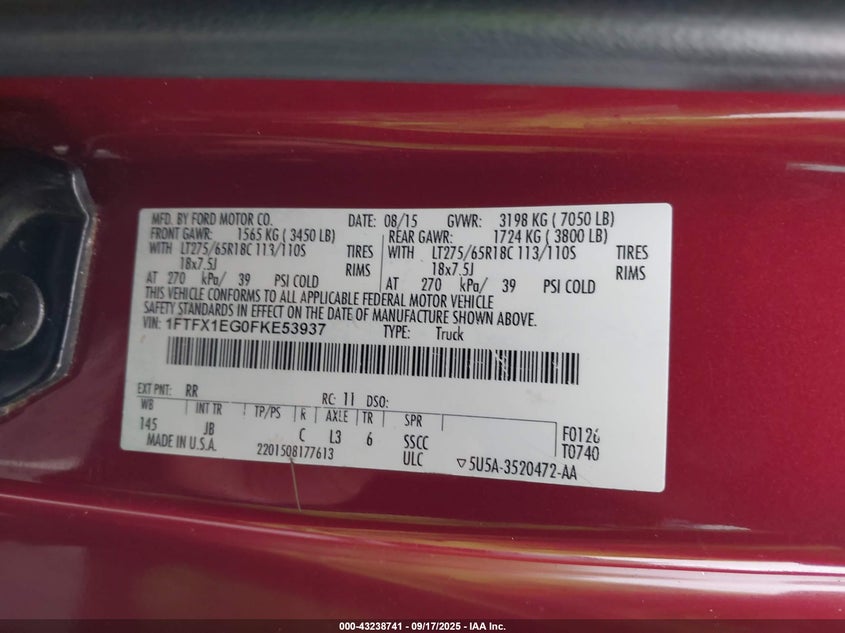 MFD. BY FORD MOTOR CO. DATE: 08/15 GVWR: 3198 KG ( 7050 LB)
FRONT GAWR: 1565 KG ( 3450 LB) REAR GAWR: 1724 KG ( 3800 LB)
WITH LT275/65R18C 113/110S TIRES WITH LT275/65R18C 113/110S TIRES
18x7.5J RIMS 18x7.5J RIMS
AT 270 kPa/ 39 PSI COLD AT 270 kPa/ 39 PSI COLD
THIS VEHICLE CONFORMS TO ALL APPLICABLE FEDERAL MOTOR VEHICLE
SAFETY STANDARDS IN EFFECT ON THE DATE OF MANUFACTURE SHOWN ABOVE.
VIN: 1FTFX1EG0FKE53937 TYPE: Truck
EXT PNT: RR RC: 11 DSO:
WB INT TR TP/PS R AXLE TR SPR
145 JB C L3 6 SSCC F0126
MADE IN U.S.A. 2201508177613 ULC T0740
▽5U5A-3520472-AA
000-43238741 - 09/17/2025 - IAA Inc.